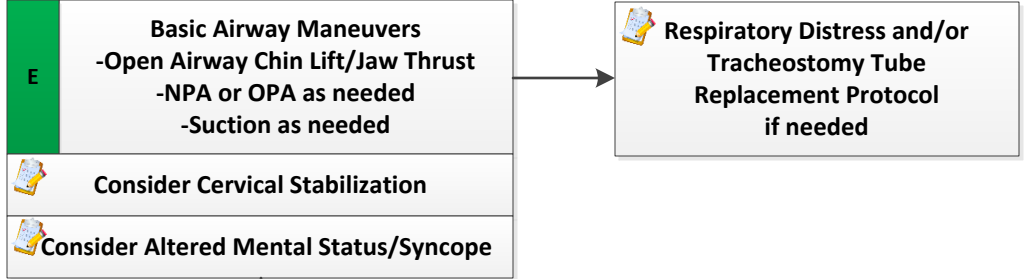 E
Basic Airway Maneuvers
-Open Airway Chin Lift/Jaw Thrust
-NPA or OPA as needed
-Suction as needed
Consider Cervical Stabilization
Consider Altered Mental Status/Syncope
Respiratory Distress and/or
Tracheostomy Tube
Replacement Protocol
if needed